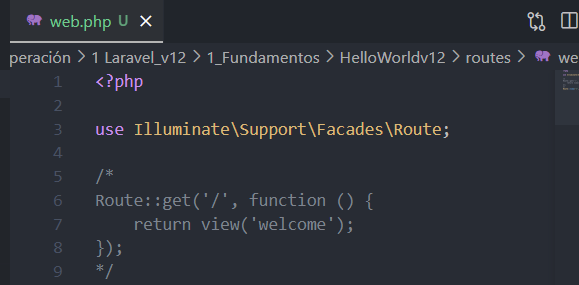 web.php U
peración > 1 Laravel_v12 > 1_Fundamentos > HelloWorldv12 > routes > we
1 <?php
2
3 use Illuminate\Support\Facades\Route;
4
5 /*
6 Route::get('/', function () {
7     return view('welcome');
8 });
9 */